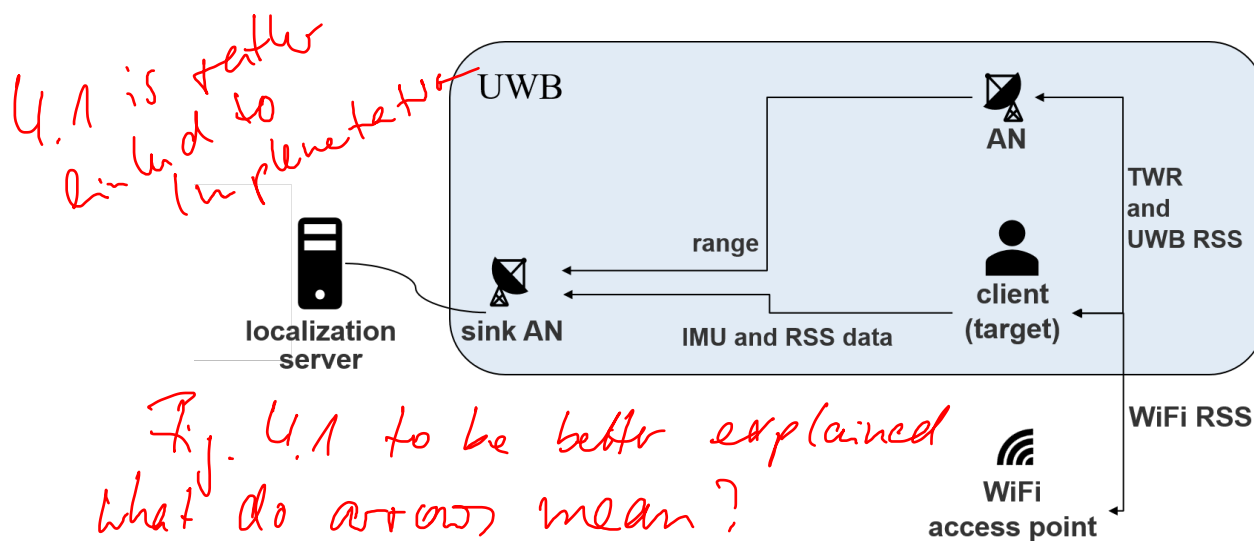 4.1 is rather
linked to
Implementation
UWB
AN
TWR
and
UWB RSS
range
client
(target)
sink AN
IMU and RSS data
localization
server
WiFi RSS
Fig. 4.1 to be better explained
what do arrows mean?
WiFi
access point